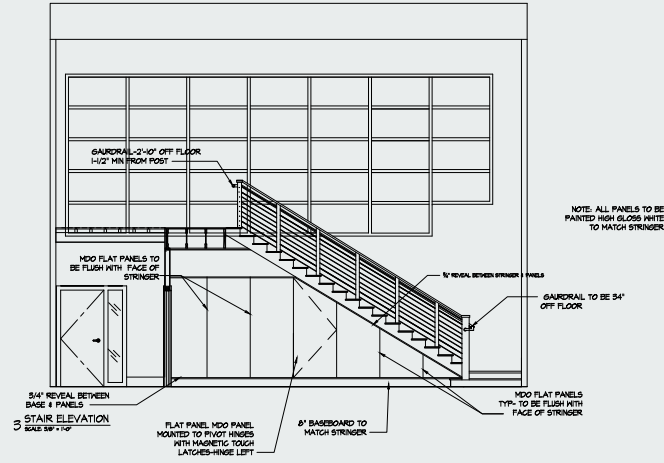 GAURDRAIL-2'-10" OFF FLOOR
1-1/2" MIN FROM POST
NOTE: ALL PANELS TO BE
PAINTED HIGH GLOSS WHITE
TO MATCH STRINGER
MDO FLAT PANELS TO
BE FLUSH WITH FACE OF
STRINGER
¾" REVEAL BETWEEN STRINGER & PANELS
GAURDRAIL TO BE 34"
OFF FLOOR
3/4" REVEAL BETWEEN
BASE & PANELS
MDO FLAT PANELS
TYP- TO BE FLUSH WITH
FACE OF STRINGER
3 STAIR ELEVATION
SCALE: 3/8" = 1'-0"
FLAT PANEL MDO PANEL
MOUNTED TO PIVOT HINGES
WITH MAGNETIC TOUCH
LATCHES-HINGE LEFT
8" BASEBOARD TO
MATCH STRINGER